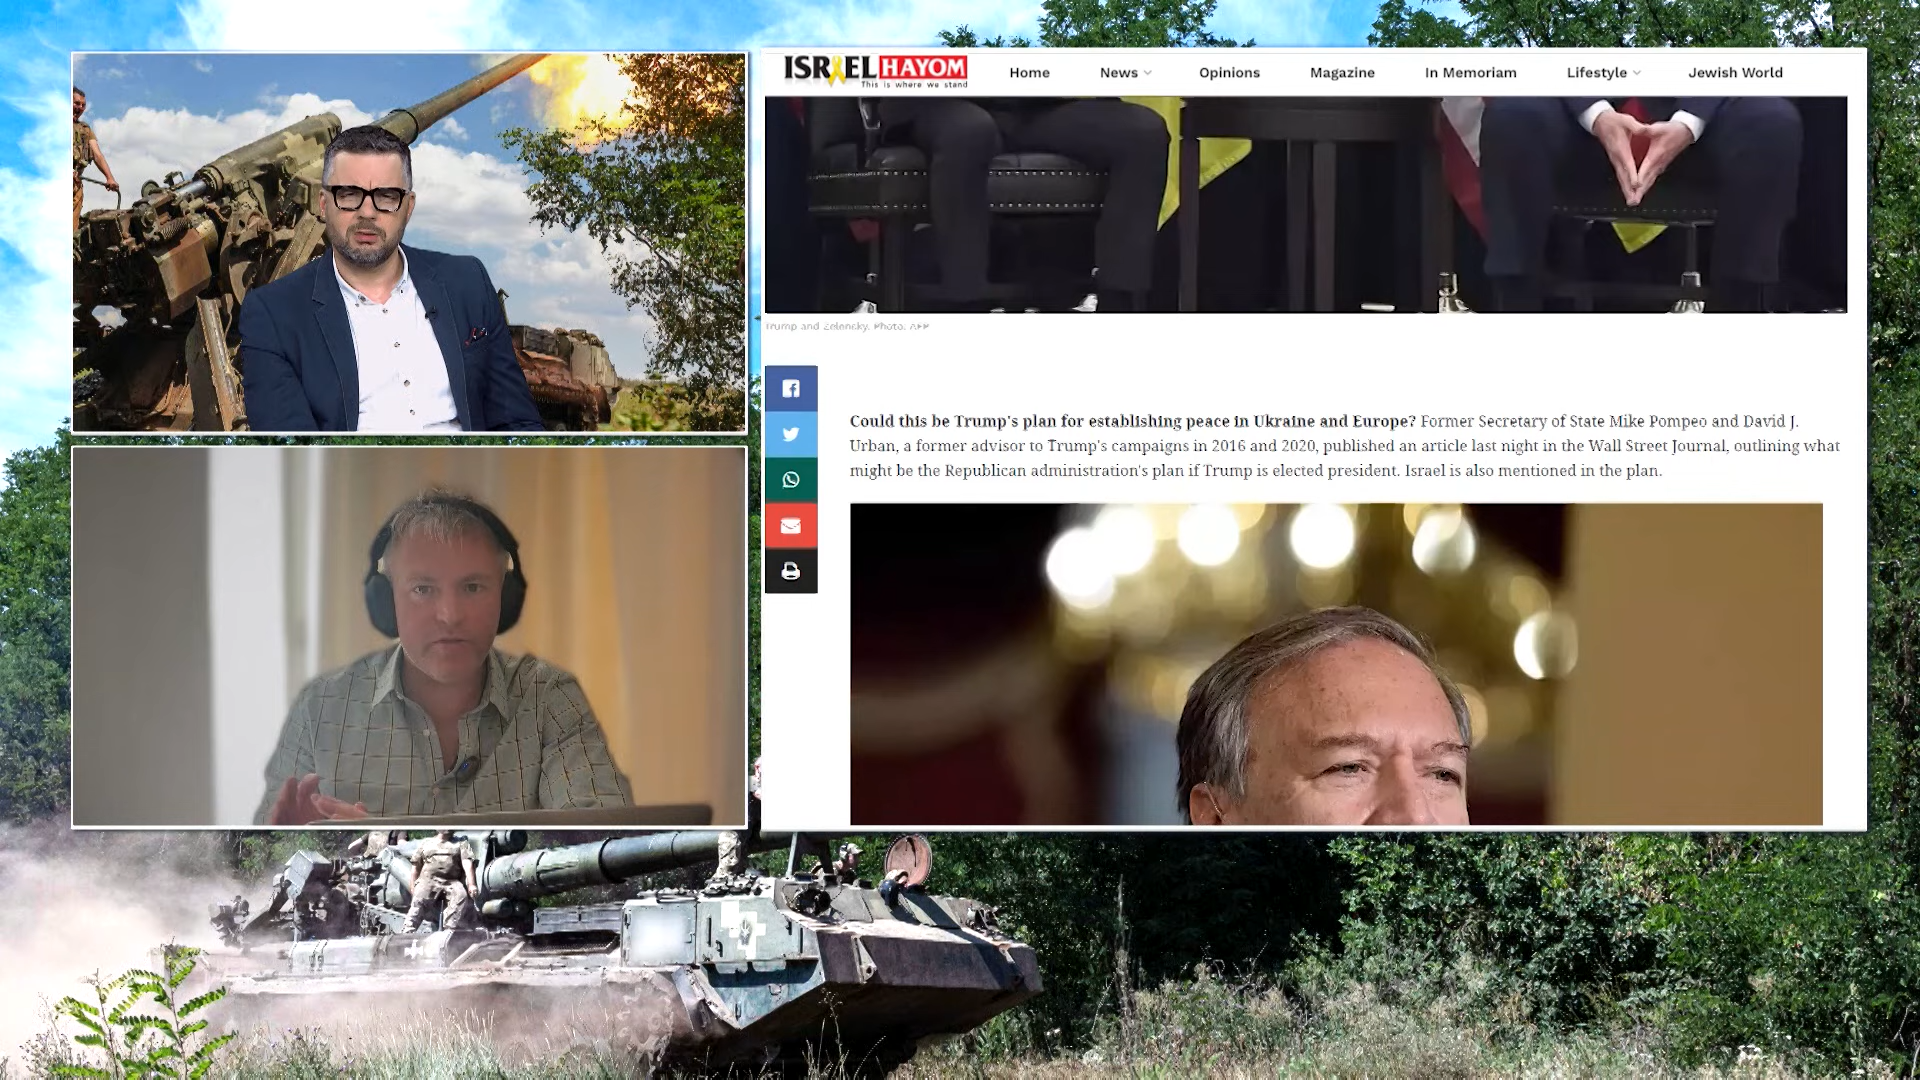 ISRAEL HAYOM
This is where we stand
Home
News
Opinions
Magazine
In Memoriam
Lifestyle
Jewish World
Trump and Zelensky. Photo: AFP
Could this be Trump's plan for establishing peace in Ukraine and Europe? Former Secretary of State Mike Pompeo and David J.
Urban, a former advisor to Trump's campaigns in 2016 and 2020, published an article last night in the Wall Street Journal, outlining what
might be the Republican administration's plan if Trump is elected president. Israel is also mentioned in the plan.